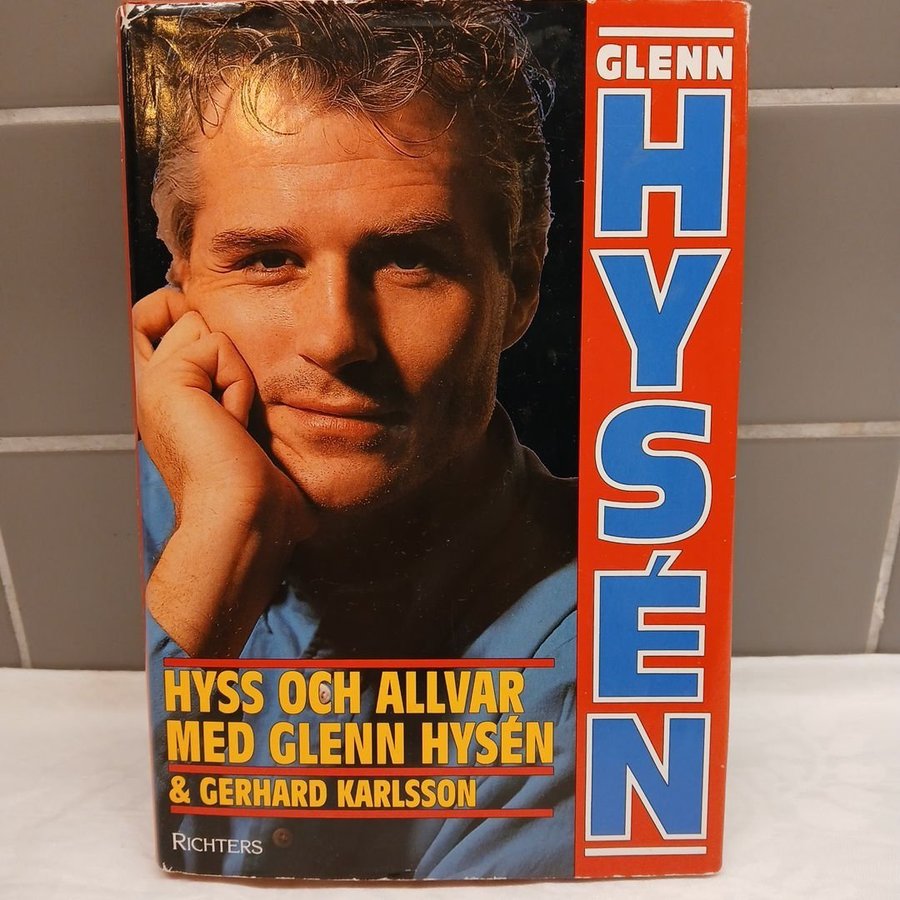 GLENN
HYSÉN
HYSS OCH ALLVAR
MED GLENN HYSÉN
& GERHARD KARLSSON
RICHTERS